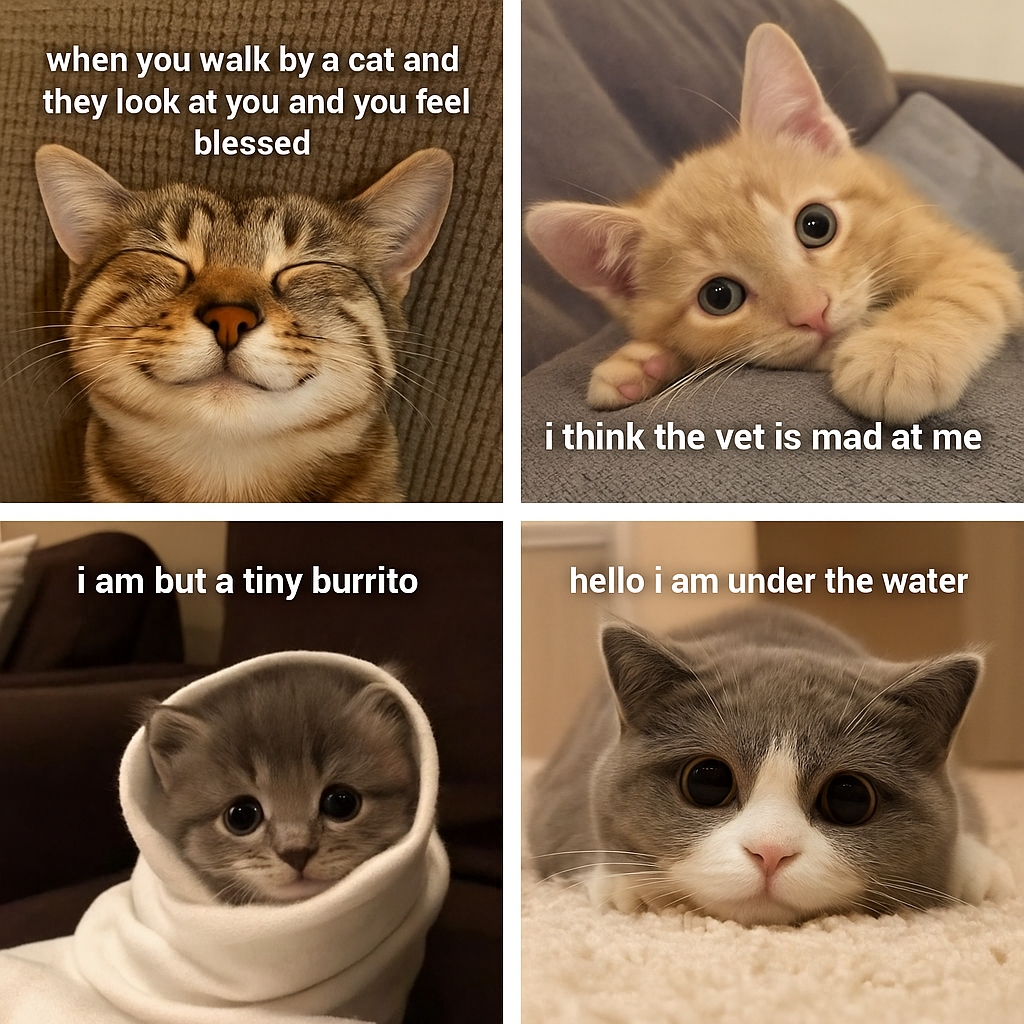 when you walk by a cat and
they look at you and you feel
blessed
i think the vet is mad at me
i am but a tiny burrito
hello i am under the water